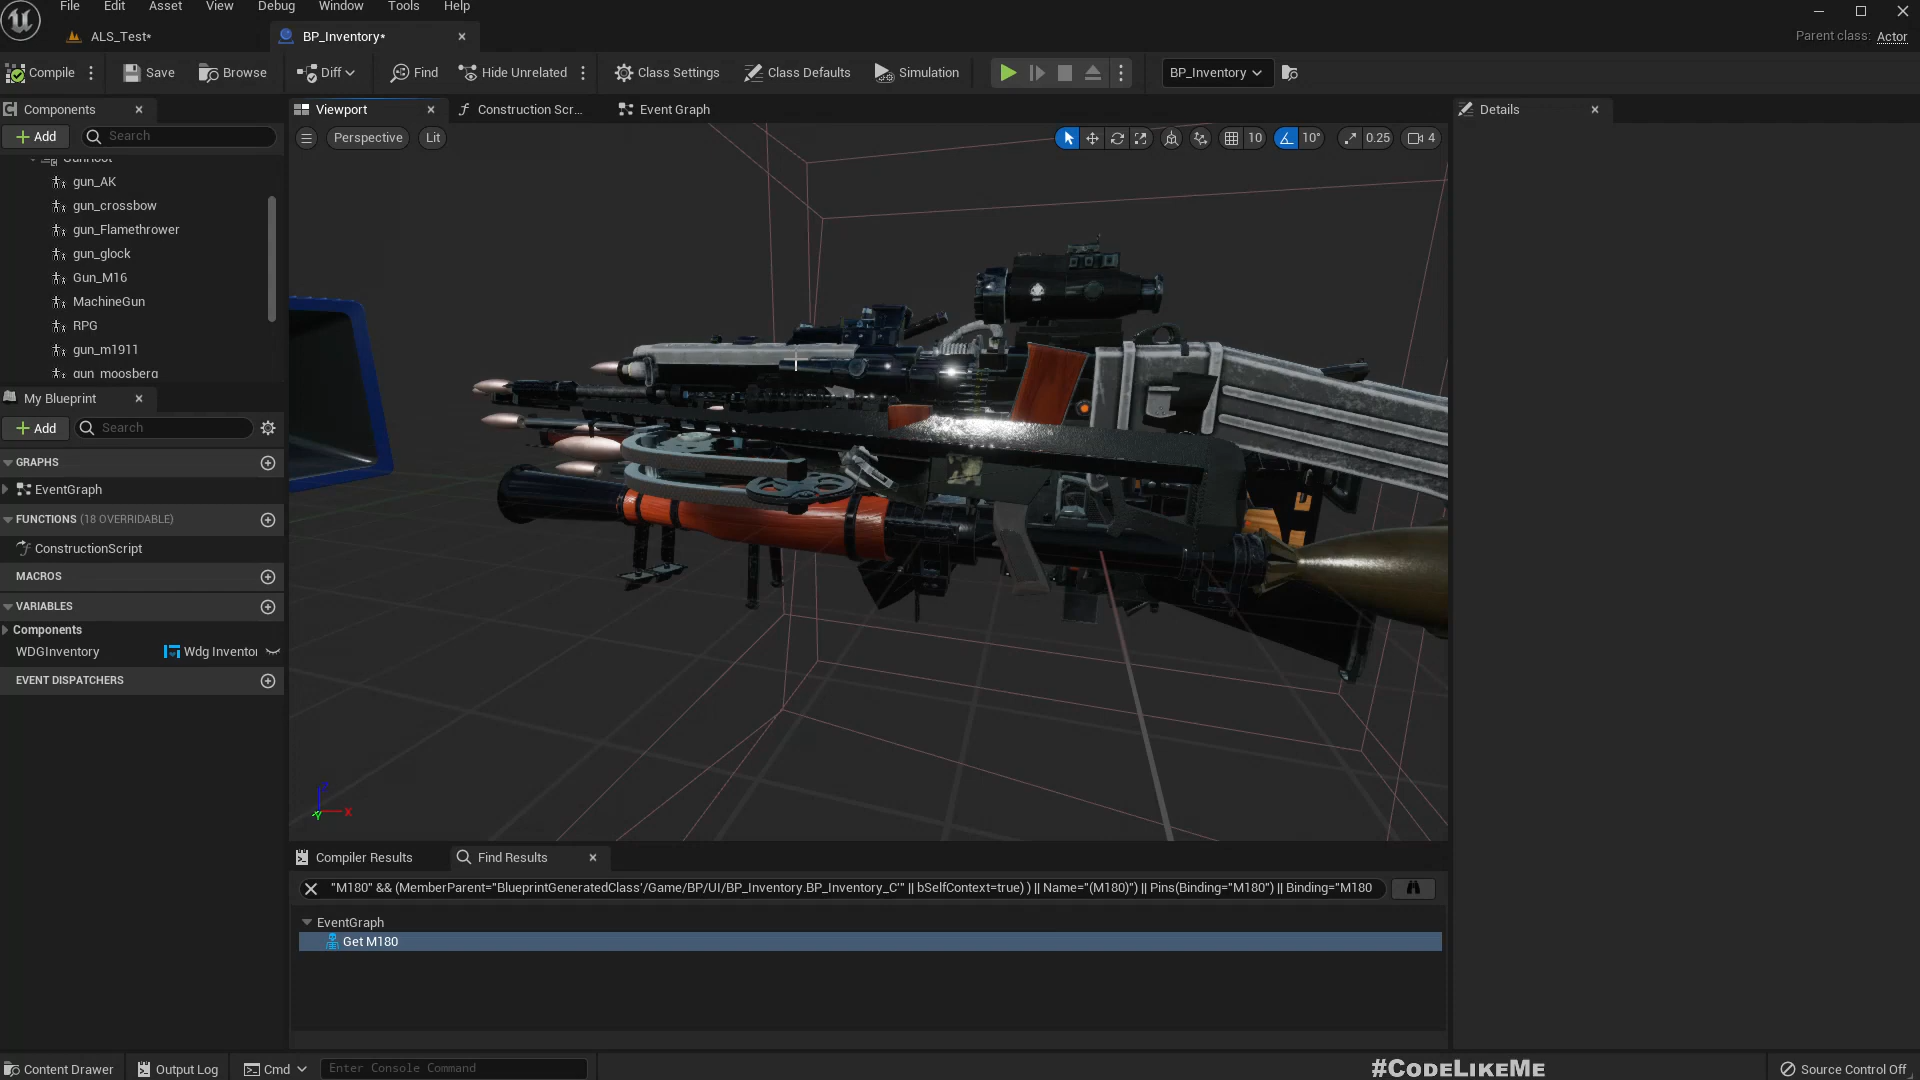 File Edit Asset View Debug Window Tools Help
ALS_Test*
BP_Inventory*
Parent class: Actor
Compile
Save
Browse
Diff
Find
Hide Unrelated
Class Settings
Class Defaults
Simulation
BP_Inventory
Components
Viewport
Construction Scr...
Event Graph
Details
Add
Search
Perspective
Lit
10
10°
0.25
4
GunRoot
gun_AK
gun_crossbow
gun_Flamethrower
gun_glock
Gun_M16
MachineGun
RPG
gun_m1911
gun_moosberg
My Blueprint
Add
Search
GRAPHS
EventGraph
FUNCTIONS (18 OVERRIDABLE)
ConstructionScript
MACROS
VARIABLES
Components
WDGInventory
Wdg Invento
EVENT DISPATCHERS
Z
X
Y
Compiler Results
Find Results
"M180" && (MemberParent="BlueprintGeneratedClass'/Game/BP/UI/BP_Inventory.BP_Inventory_C'" || bSelfContext=true) ) || Name="(M180)") || Pins(Binding="M180") || Binding="M180
EventGraph
Get M180
Content Drawer
Output Log
Cmd
Enter Console Command
#CodeLikeMe
Source Control Off